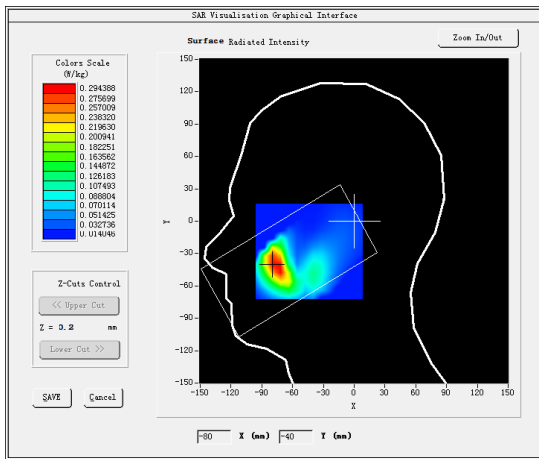 SAR Visualisation Graphical Interface
Surface Radiated Intensity
Zoom In/Out
Colors Scale
(W/kg)
0.294388
0.275699
0.257009
0.238320
0.219630
0.200941
0.182251
0.163562
0.144872
0.126183
0.107493
0.088804
0.070114
0.051425
0.032736
0.014046
Z-Cuts Control
<< Upper Cut
Z = 0.2 mm
Lower Cut >>
SAVE Cancel
150-
120-
90-
60-
30-
0-
-30-
-60-
-90-
-120-
-150-
Y
-150 -120 -90 -60 -30 0 30 60 90 120 150
X
-80 X (mm) -40 Y (mm)